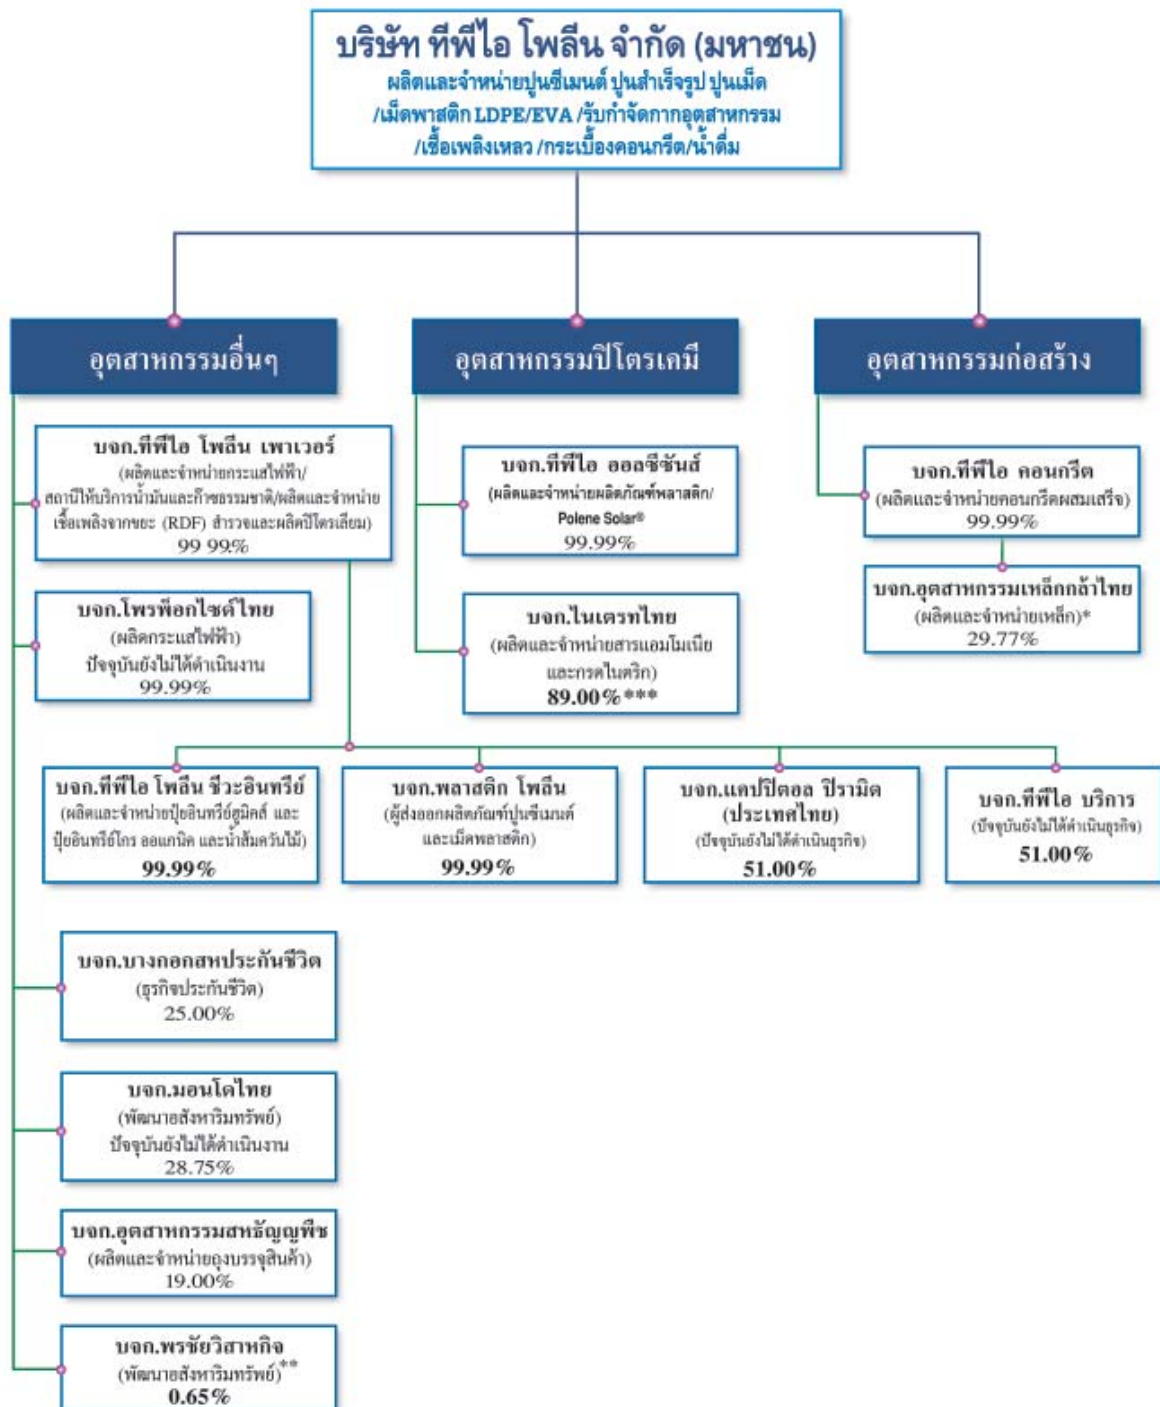 บริษัท ทีพีไอ โพลีน จำกัด (มหาชน)
ผลิตและจำหน่ายปูนซีเมนต์ ปูนสำเร็จรูป ปูนเม็ด
/เม็ดพาสติก LDPE/EVA /รับกำจัดกากอุตสาหกรรม
/เชื้อเพลิงเหลว /กระเบื้องคอนกรีต/น้ำดื่ม
อุตสาหกรรมอื่นๆ
บจก.ทีพีไอ โพลีน เพาเวอร์
(ผลิตและจำหน่ายกระแสไฟฟ้า/
สถานีให้บริการน้ำมันและก๊าซธรรมชาติ/ผลิตและจำหน่าย
เชื้อเพลิงจากขยะ (RDF) สำรวจและผลิตปิโตรเลียม)
99 99.%
บจก.โพรพ็อกไซด์ไทย
(ผลิตกระแสไฟฟ้า)
ปัจจุบันยังไม่ได้ดำเนินงาน
99.99%
อุตสาหกรรมปิโตรเคมี
บจก.ทีพีไอ ออลซีซันส์
(ผลิตและจำหน่ายผลิตภัณฑ์พลาสติก/
Polene Solar®
99.99%
บจก.ไนเตรทไทย
(ผลิตและจำหน่ายสารแอมโมเนีย
และกรดไนตริก)
89.00%***
อุตสาหกรรมก่อสร้าง
บจก.ทีพีไอ คอนกรีต
(ผลิตและจำหน่ายคอนกรีตผสมเสร็จ)
99.99%
บจก.อุตสาหกรรมเหล็กกล้าไทย
(ผลิตและจำหน่ายเหล็ก)*
29.77%
บจก.ทีพีไอ โพลีน ชีวะอินทรีย์
(ผลิตและจำหน่ายปุ๋ยอินทรีย์ฮูมิคส์ และ
ปุ๋ยอินทรีย์โกร ออแกนิค และน้ำส้มควันไม้)
99.99%
บจก.พลาสติก โพลีน
(ผู้ส่งออกผลิตภัณฑ์ปูนซีเมนต์
และเม็ดพลาสติก)
99.99%
บจก.แคปปิตอล ปิรามิด
(ประเทศไทย)
(ปัจจุบันยังไม่ได้ดำเนินธุรกิจ)
51.00%
บจก.ทีพีไอ บริการ
(ปัจจุบันยังไม่ได้ดำเนินธุรกิจ)
51.00%
บจก.บางกอกสหประกันชีวิต
(ธุรกิจประกันชีวิต)
25.00%
บจก.มอนโดไทย
(พัฒนาอสังหาริมทรัพย์)
ปัจจุบันยังไม่ได้ดำเนินงาน
28.75%
บจก.อุตสาหกรรมสหธัญญพืช
(ผลิตและจำหน่ายถุงบรรจุสินค้า)
19.00%
บจก.พรชัยวิสาหกิจ
(พัฒนาอสังหาริมทรัพย์)**
0.65%